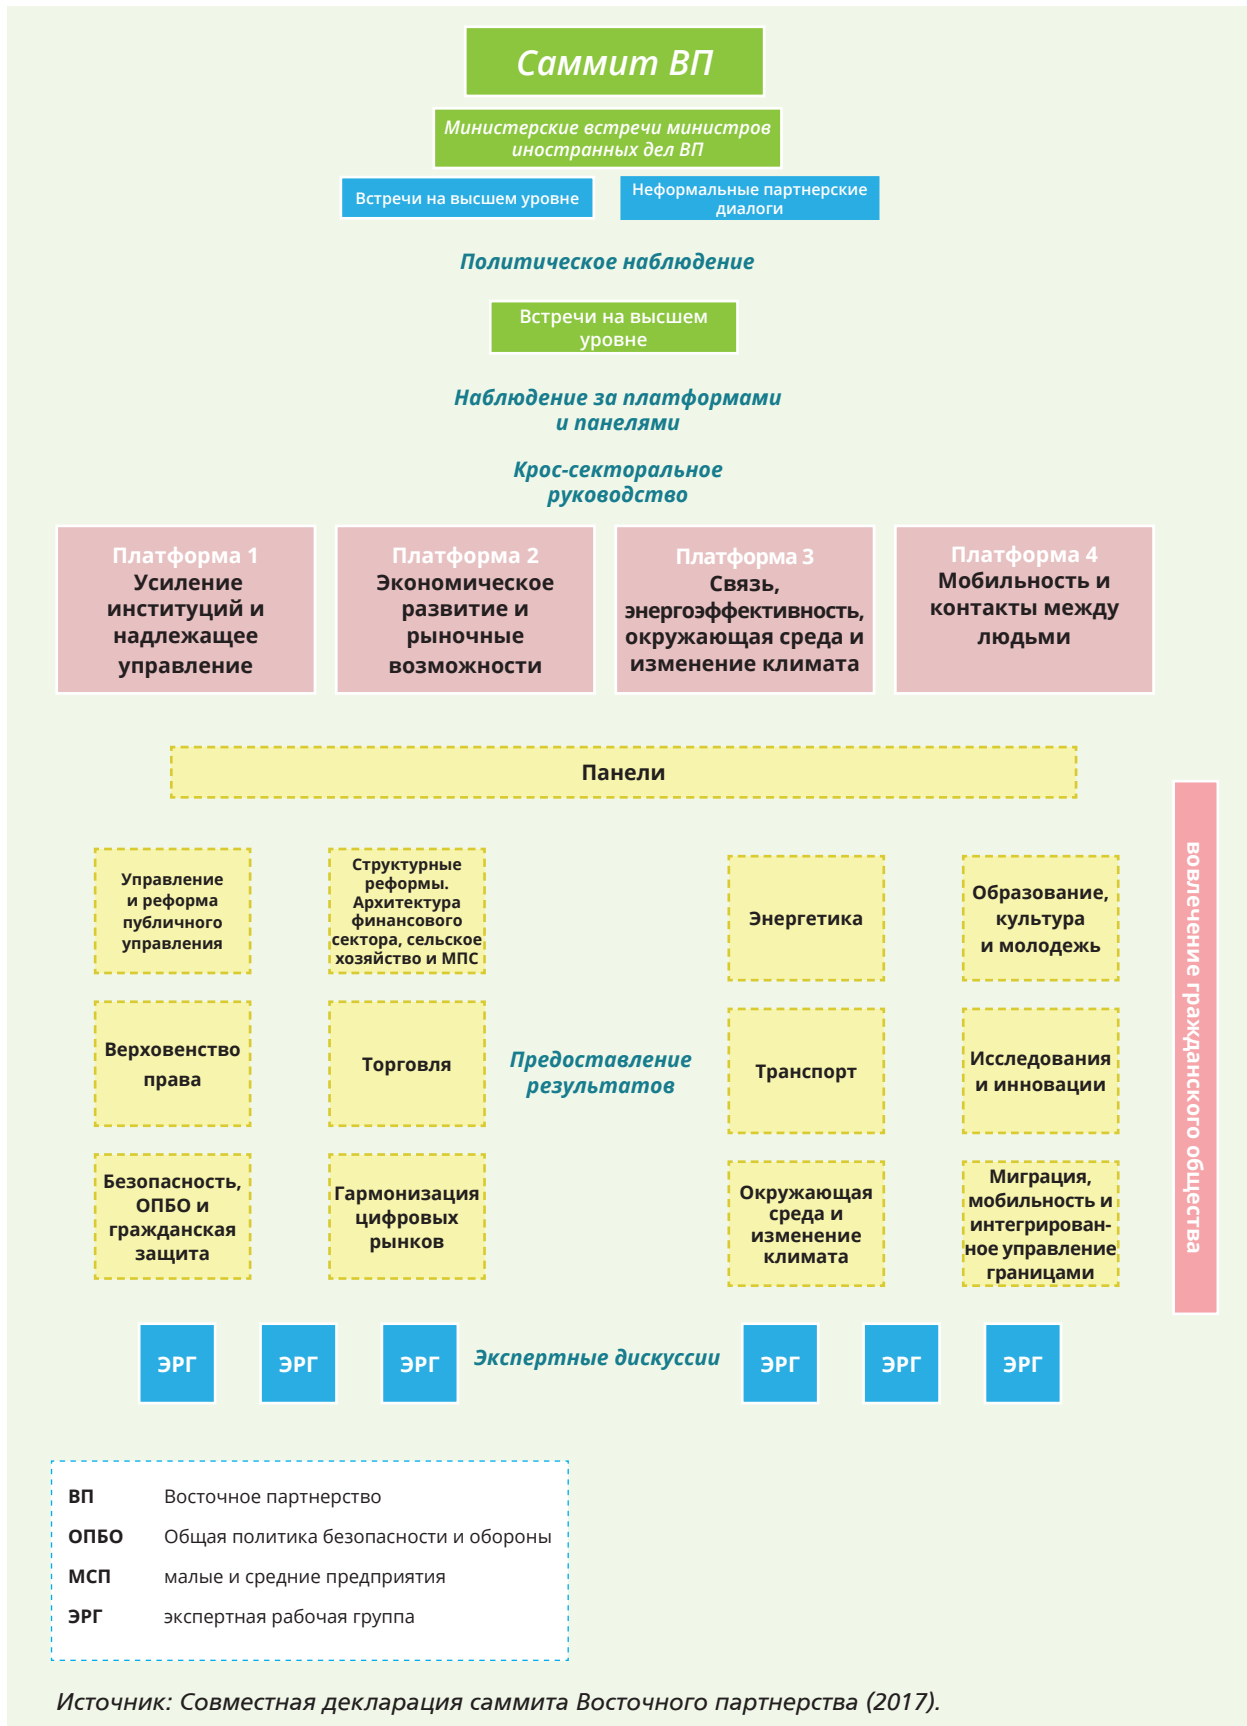 Саммит ВП
Министерские встречи министров
иностранных дел ВП
Встречи на высшем уровне
Неформальные партнерские
диалоги
Политическое наблюдение
Встречи на высшем
уровне
Наблюдение за платформами
и панелями
Крос-секторальное
руководство
Платформа 1
Усиление
институций и
надлежащее
управление
Платформа 2
Экономическое
развитие и
рыночные
возможности
Платформа 3
Связь,
энергоэффективность,
окружающая среда и
изменение климата
Платформа 4
Мобильность и
контакты между
людьми
Панели
Управление
и реформа
публичного
управления
Структурные
реформы.
Архитектура
финансового
сектора, сельское
хозяйство и МПС
Энергетика
Образование,
культура
и молодежь
Верховенство
права
Торговля
Предоставление
результатов
Транспорт
Исследования
и инновации
Безопасность,
ОПБО и
гражданская
защита
Гармонизация
цифровых
рынков
Окружающая
среда и
изменение
климата
Миграция,
мобильность и
интегрирован-
ное управление
границами
вовлечение гражданского общества
ЭРГ
ЭРГ
ЭРГ
Экспертные дискуссии
ЭРГ
ЭРГ
ЭРГ
ВП Восточное партнерство
ОПБО Общая политика безопасности и обороны
МСП малые и средние предприятия
ЭРГ экспертная рабочая группа
Источник: Совместная декларация саммита Восточного партнерства (2017).